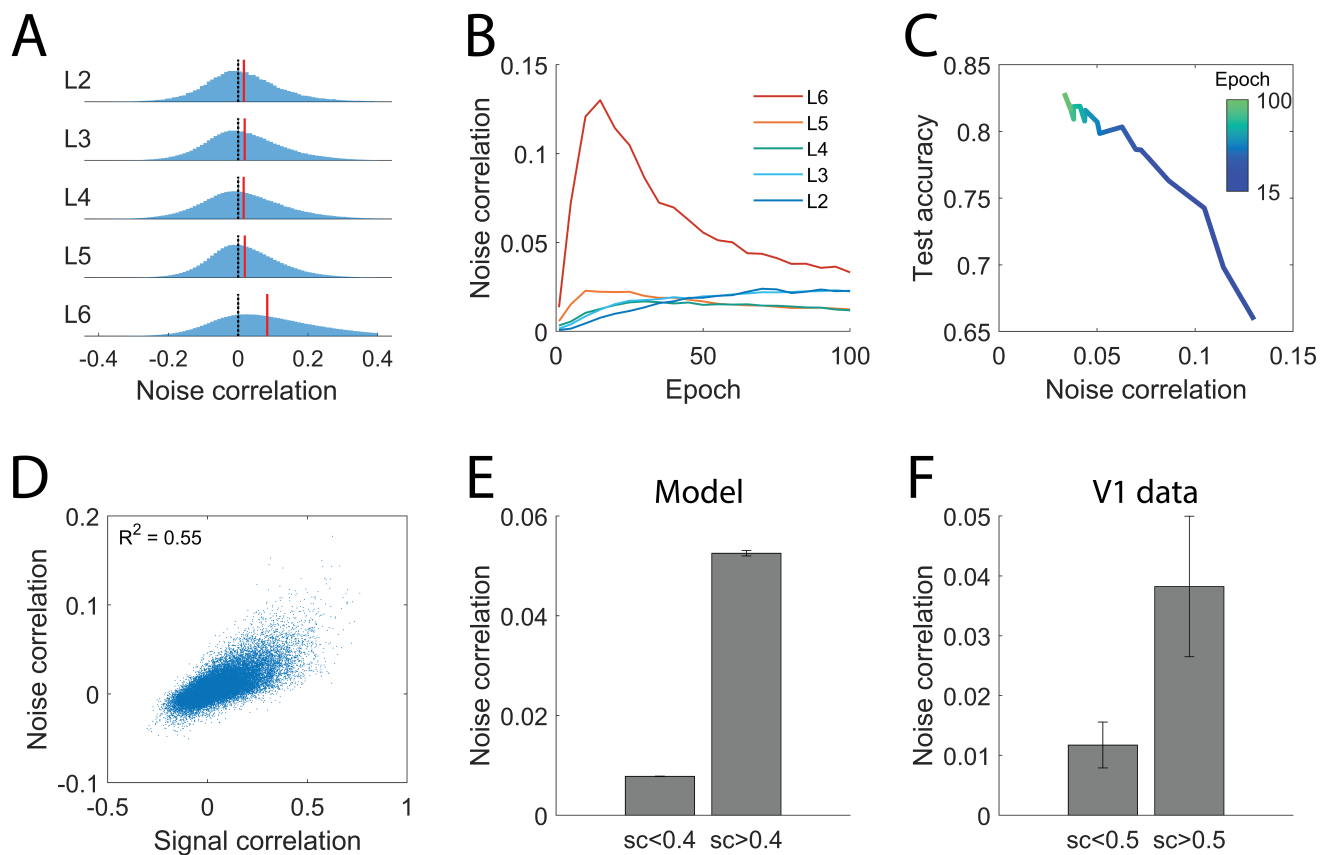 A
L2
L3
L4
L5
L6
-0.4 -0.2 0 0.2 0.4
Noise correlation
B
0.15
0.1
0.05
0
Noise correlation
L6
L5
L4
L3
L2
0 50 100
Epoch
C
0.85
0.8
0.75
0.7
0.65
Test accuracy
Epoch
100
15
0 0.05 0.1 0.15
Noise correlation
D
0.2
0.1
0
-0.1
Noise correlation
R² = 0.55
-0.5 0 0.5 1
Signal correlation
E
Model
0.06
0.04
0.02
0
Noise correlation
sc<0.4 sc>0.4
F
V1 data
0.05
0.04
0.03
0.02
0.01
0
Noise correlation
sc<0.5 sc>0.5